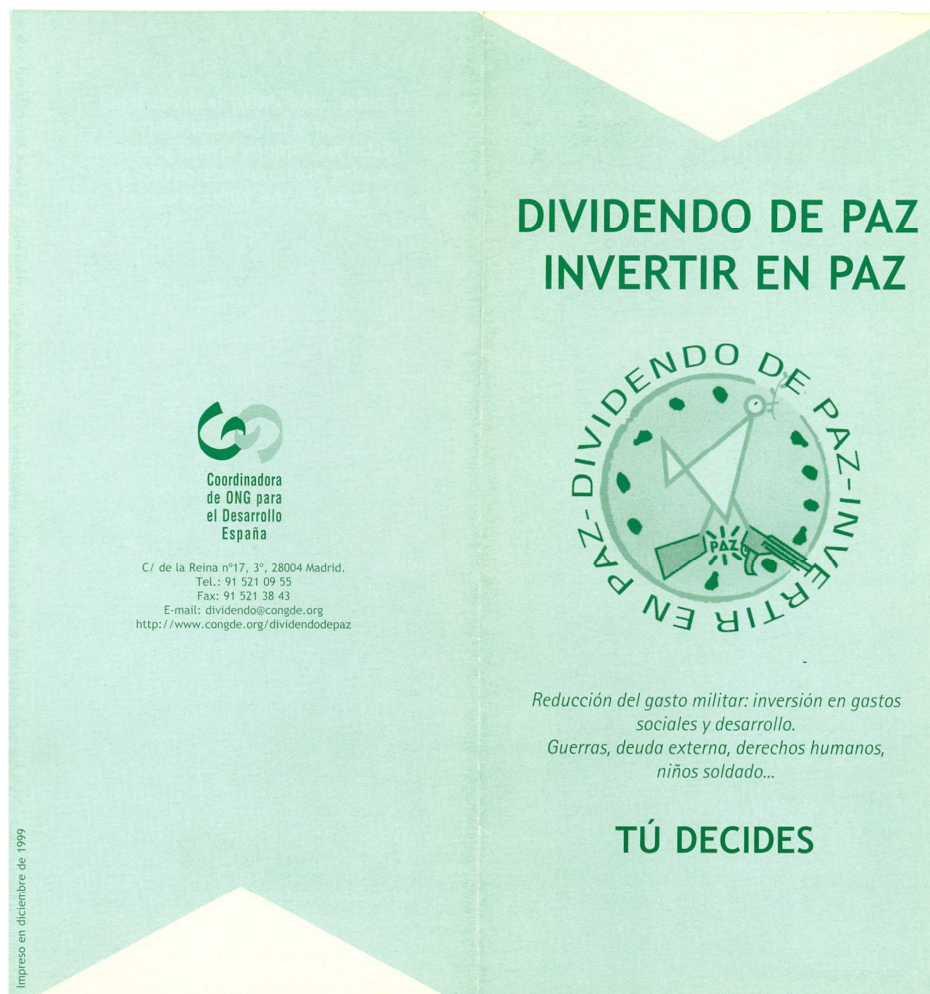 Coordinadora
de ONG para
el Desarrollo
España
C/ de la Reina nº17, 3º, 28004 Madrid.
Tel.: 91 521 09 55
Fax: 91 521 38 43
E-mail: dividendo@congde.org
http://www.congde.org/dividendodepaz
Impreso en diciembre de 1999
DIVIDENDO DE PAZ
INVERTIR EN PAZ
DIVIDENDO DE PAZ-INVERTIR EN PAZ-
PAZ
Reducción del gasto militar: inversión en gastos
sociales y desarrollo.
Guerras, deuda externa, derechos humanos,
niños soldado...
TÚ DECIDES